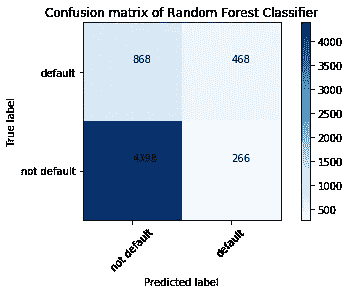 Confusion matrix of Random Forest Classifier
True label
default
not default
868
468
4398
266
4000
3500
3000
2500
2000
1500
1000
500
not default
default
Predicted label